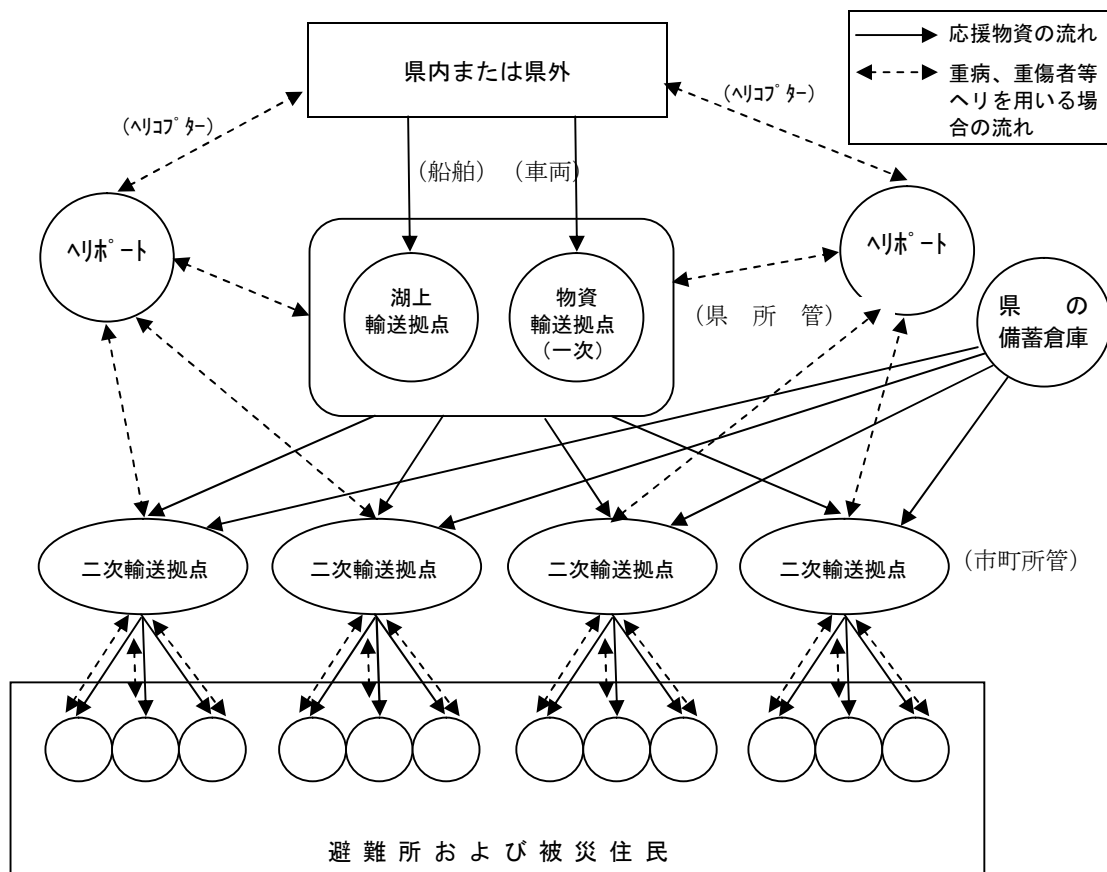 県内または県外
応援物資の流れ
重病、重傷者等
ヘリを用いる場
合の流れ
(ﾍﾘｺﾌﾟﾀｰ)
(ﾍﾘｺﾌﾟﾀｰ)
(船舶)
(車両)
ﾍﾘﾎﾟｰﾄ
ﾍﾘﾎﾟｰﾄ
湖上
輸送拠点
物資
輸送拠点
(一次)
(県 所 管)
県 の
備蓄倉庫
二次輸送拠点
二次輸送拠点
二次輸送拠点
二次輸送拠点
(市町所管)
避難所および被災住民